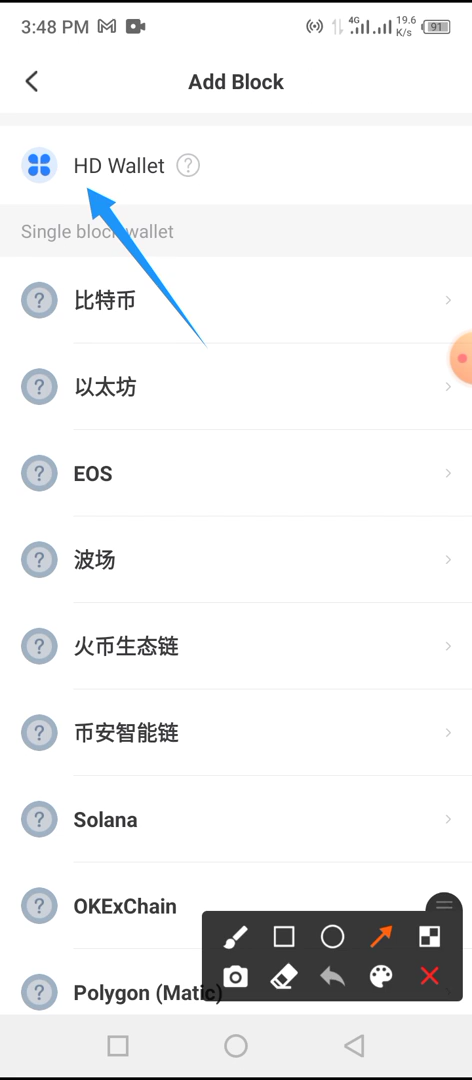 3:48 PM 4G 19.6 K/s 91
Add Block
HD Wallet ?
Single block wallet
比特币
以太坊
EOS
波场
火币生态链
币安智能链
Solana
OKExChain
Polygon (Matic)